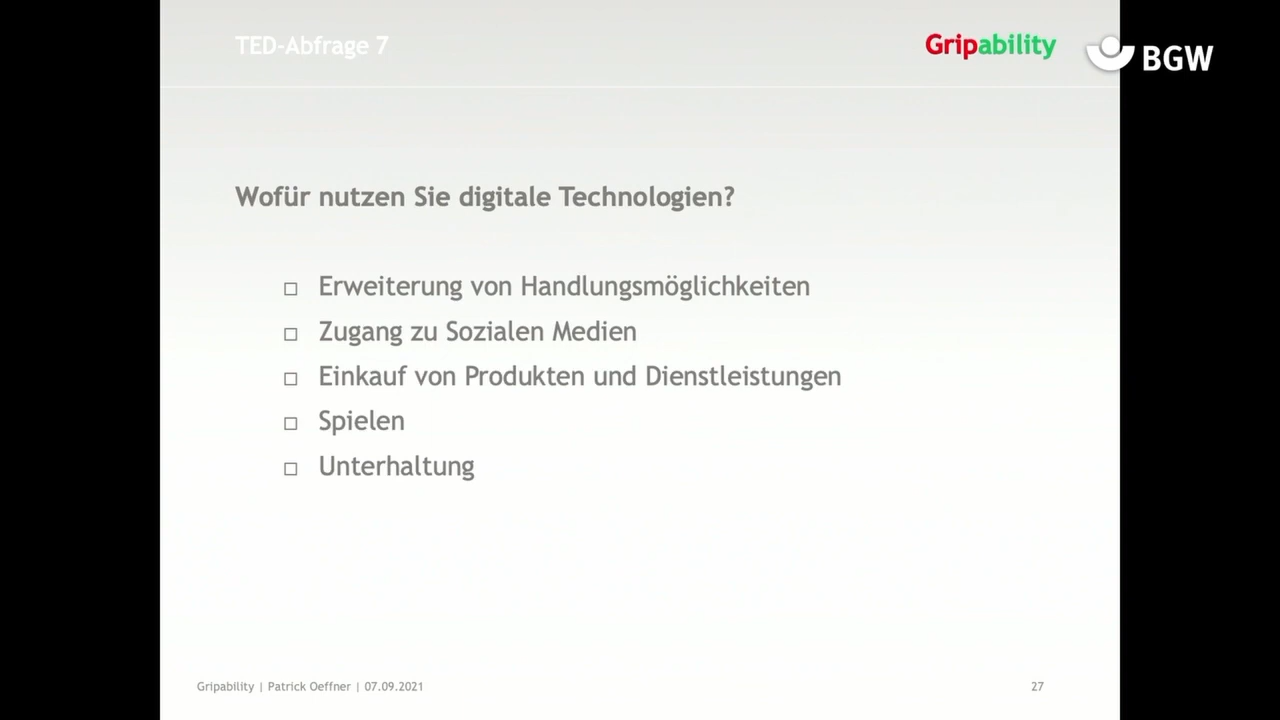 TED-Abfrage 7
Gripability
BGW
Wofür nutzen Sie digitale Technologien?
□ Erweiterung von Handlungsmöglichkeiten
□ Zugang zu Sozialen Medien
□ Einkauf von Produkten und Dienstleistungen
□ Spielen
□ Unterhaltung
Gripability | Patrick Oeffner | 07.09.2021
27